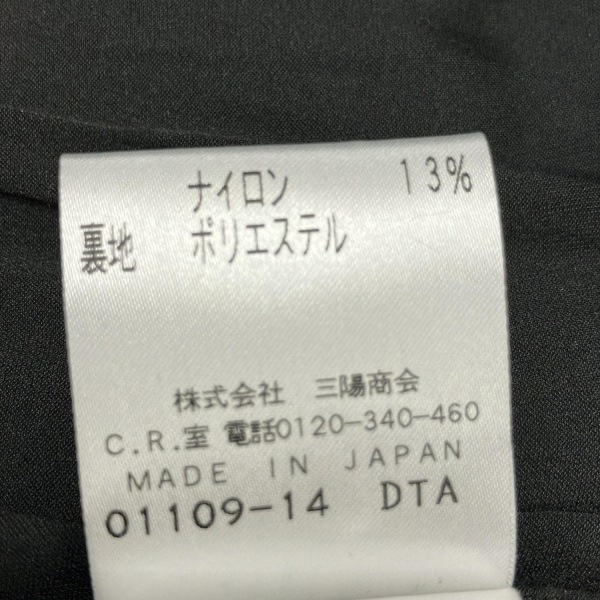 ナイロン 13%
裏地 ポリエステル
株式会社 三陽商会
C.R.室 電話0120-340-460
MADE IN JAPAN
01109-14 DTA